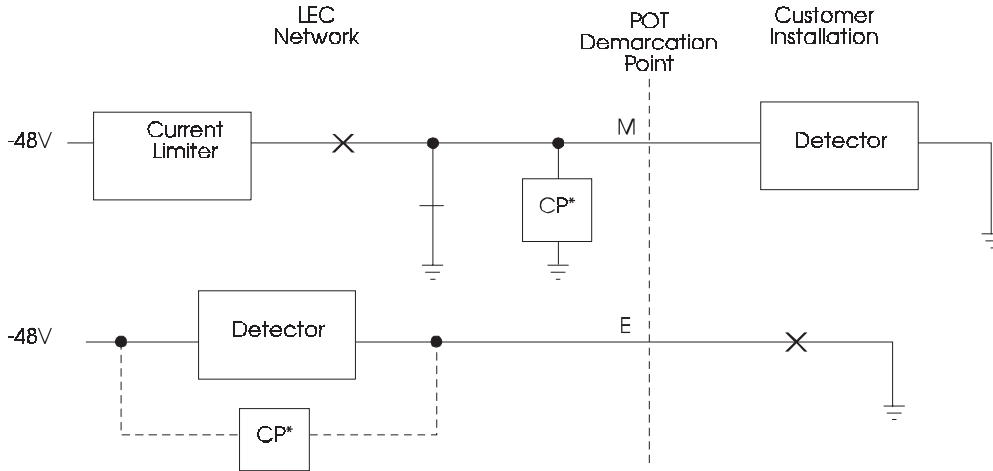 LEC
Network
POT
Demarcation
Point
Customer
Installation
-48V
Current
Limiter
M
Detector
CP*
-48V
Detector
E
CP*